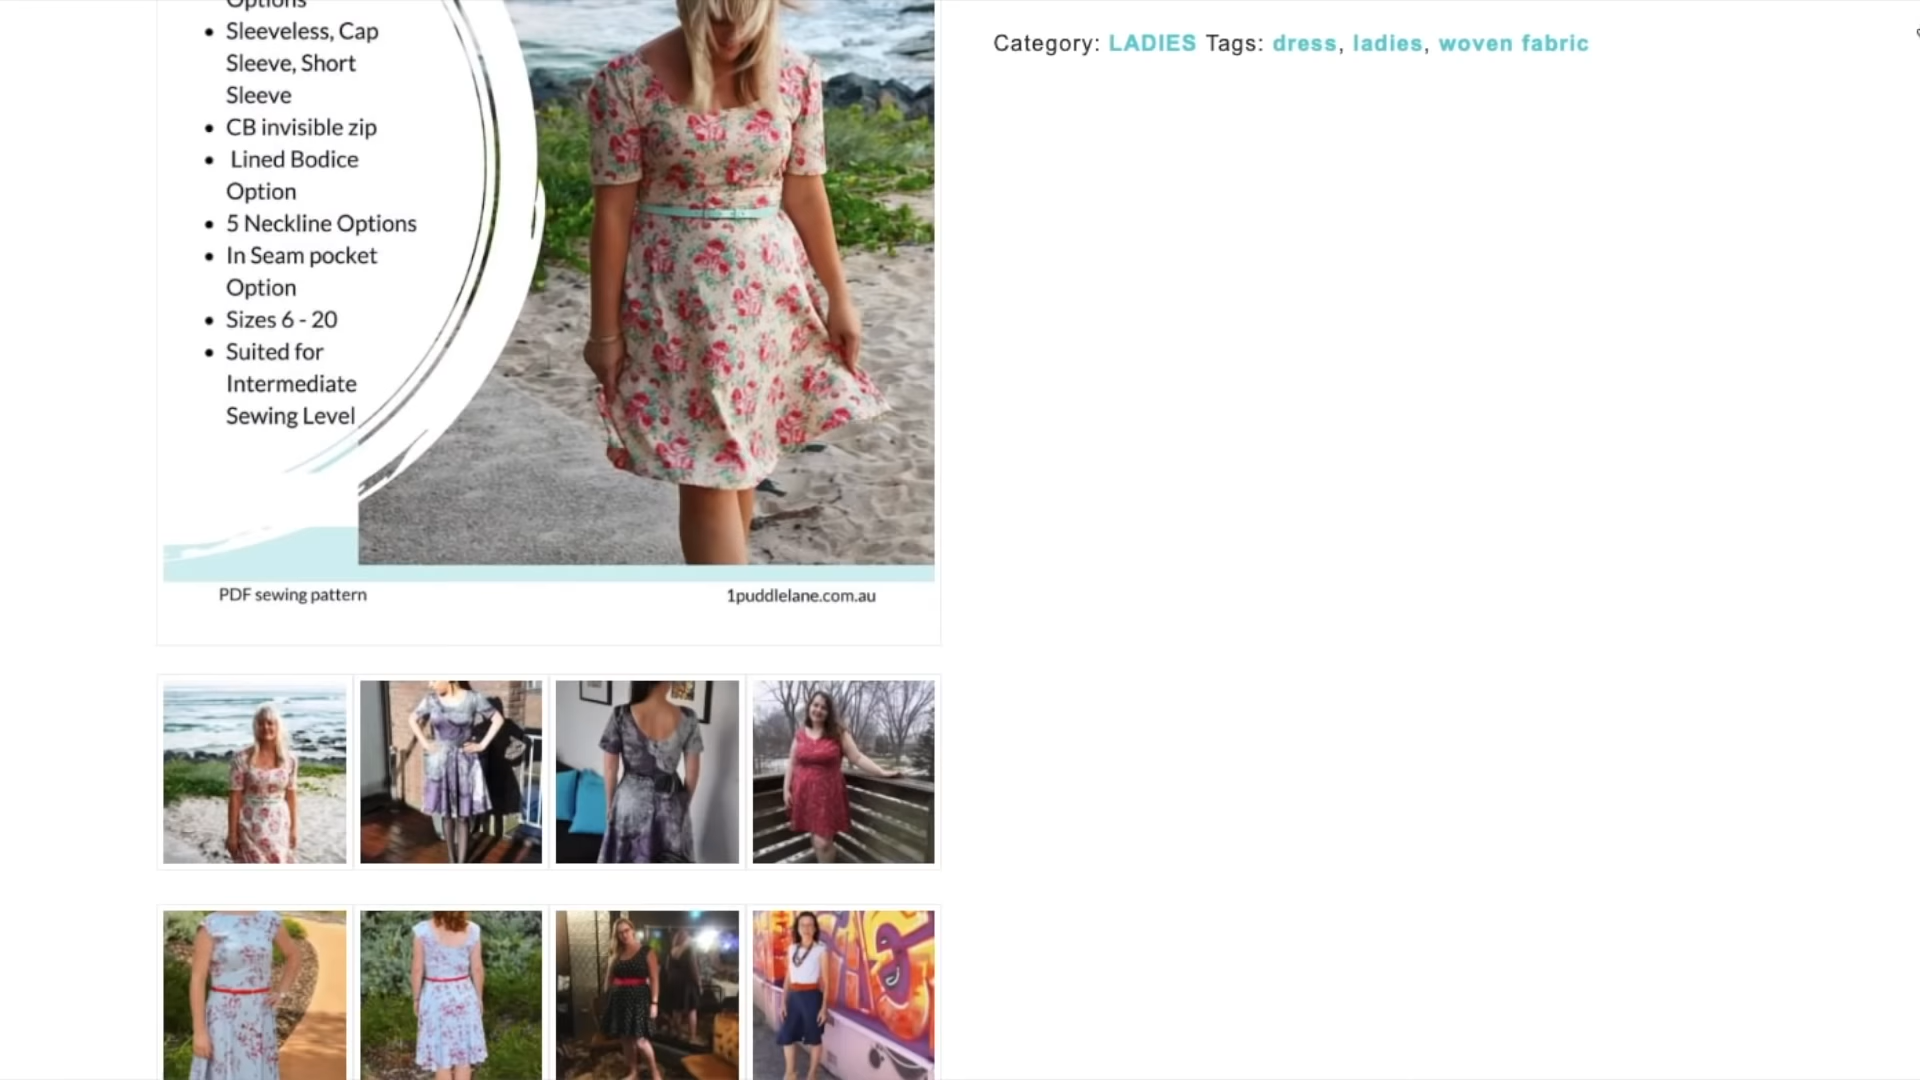 Options
Sleeveless, Cap
Sleeve, Short
Sleeve
CB invisible zip
Lined Bodice
Option
5 Neckline Options
In Seam pocket
Option
Sizes 6 - 20
Suited for
Intermediate
Sewing Level
PDF sewing pattern
1puddlelane.com.au
Category: LADIES Tags: dress, ladies, woven fabric